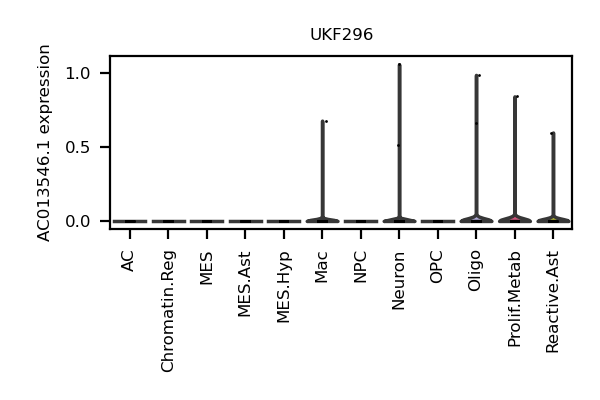 UKF296
AC013546.1 expression
1.0
0.5
0.0
AC
Chromatin.Reg
MES
MES.Ast
MES.Hyp
Mac
NPC
Neuron
OPC
Oligo
Prolif.Metab
Reactive.Ast